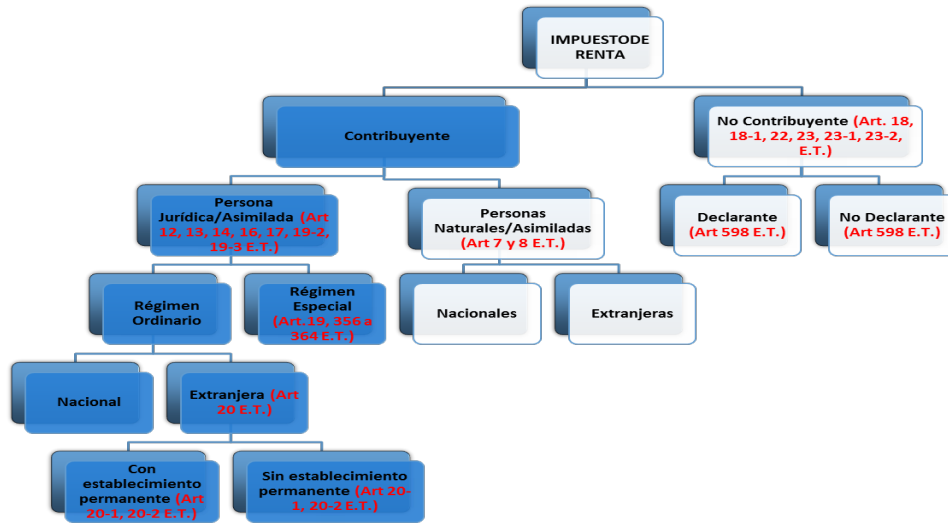 IMPUESTODE
RENTA
Contribuyente
No Contribuyente (Art. 18,
18-1, 22, 23, 23-1, 23-2,
E.T.)
Persona
Jurídica/Asimilada (Art
12, 13, 14, 16, 17, 19-2,
19-3 E.T.)
Personas
Naturales/Asimiladas
(Art 7 y 8 E.T.)
Declarante
(Art 598 E.T.)
No Declarante
(Art 598 E.T.)
Régimen
Ordinario
Régimen
Especial
(Art.19, 356 a
364 E.T.)
Nacionales
Extranjeras
Nacional
Extranjera (Art
20 E.T.)
Con
establecimiento
permanente (Art
20-1, 20-2 E.T.)
Sin establecimiento
permanente (Art 20-
1, 20-2 E.T.)